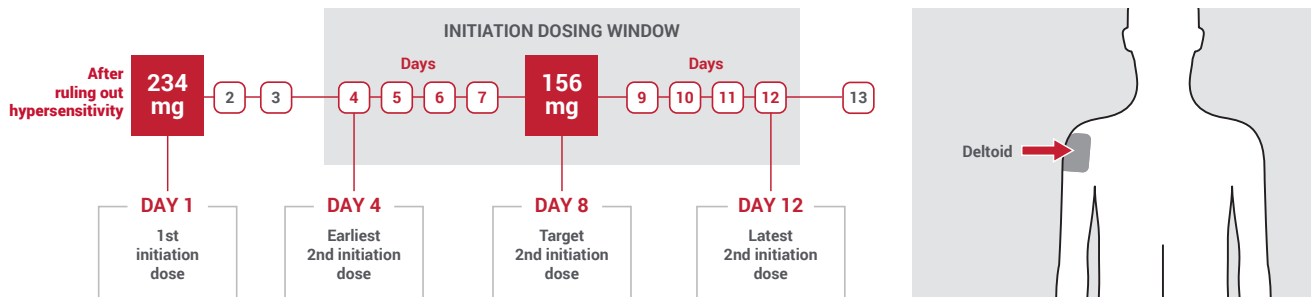 INITIATION DOSING WINDOW
After
ruling out
hypersensitivity
234
mg
2
3
Days
4
5
6
7
156
mg
Days
9
10
11
12
13
DAY 1
1st
initiation
dose
DAY 4
Earliest
2nd initiation
dose
DAY 8
Target
2nd initiation
dose
DAY 12
Latest
2nd initiation
dose
Deltoid